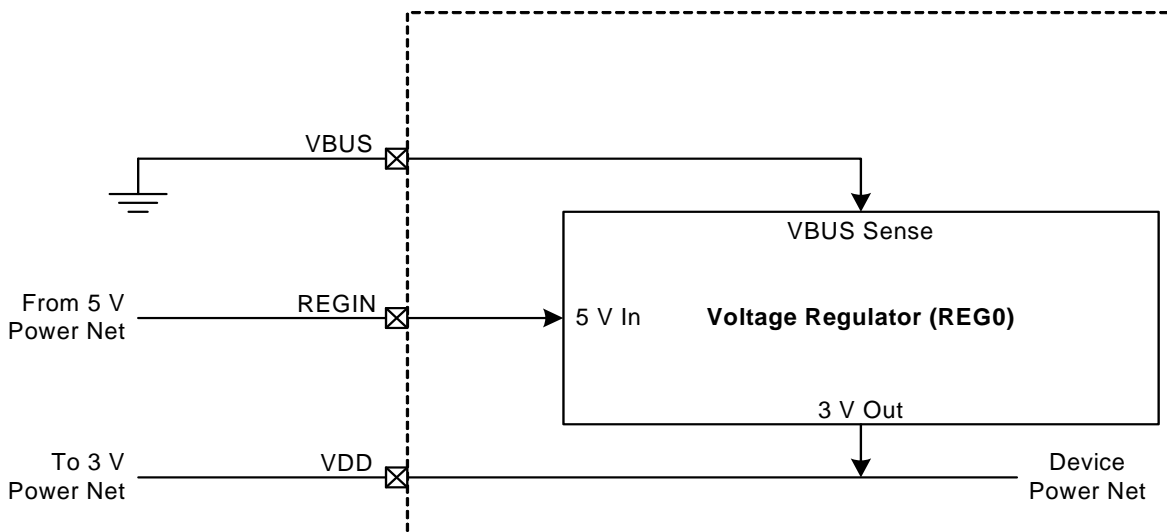 VBUS
VBUS Sense
From 5 V
Power Net
REGIN
5 V In
Voltage Regulator (REG0)
3 V Out
To 3 V
Power Net
VDD
Device
Power Net